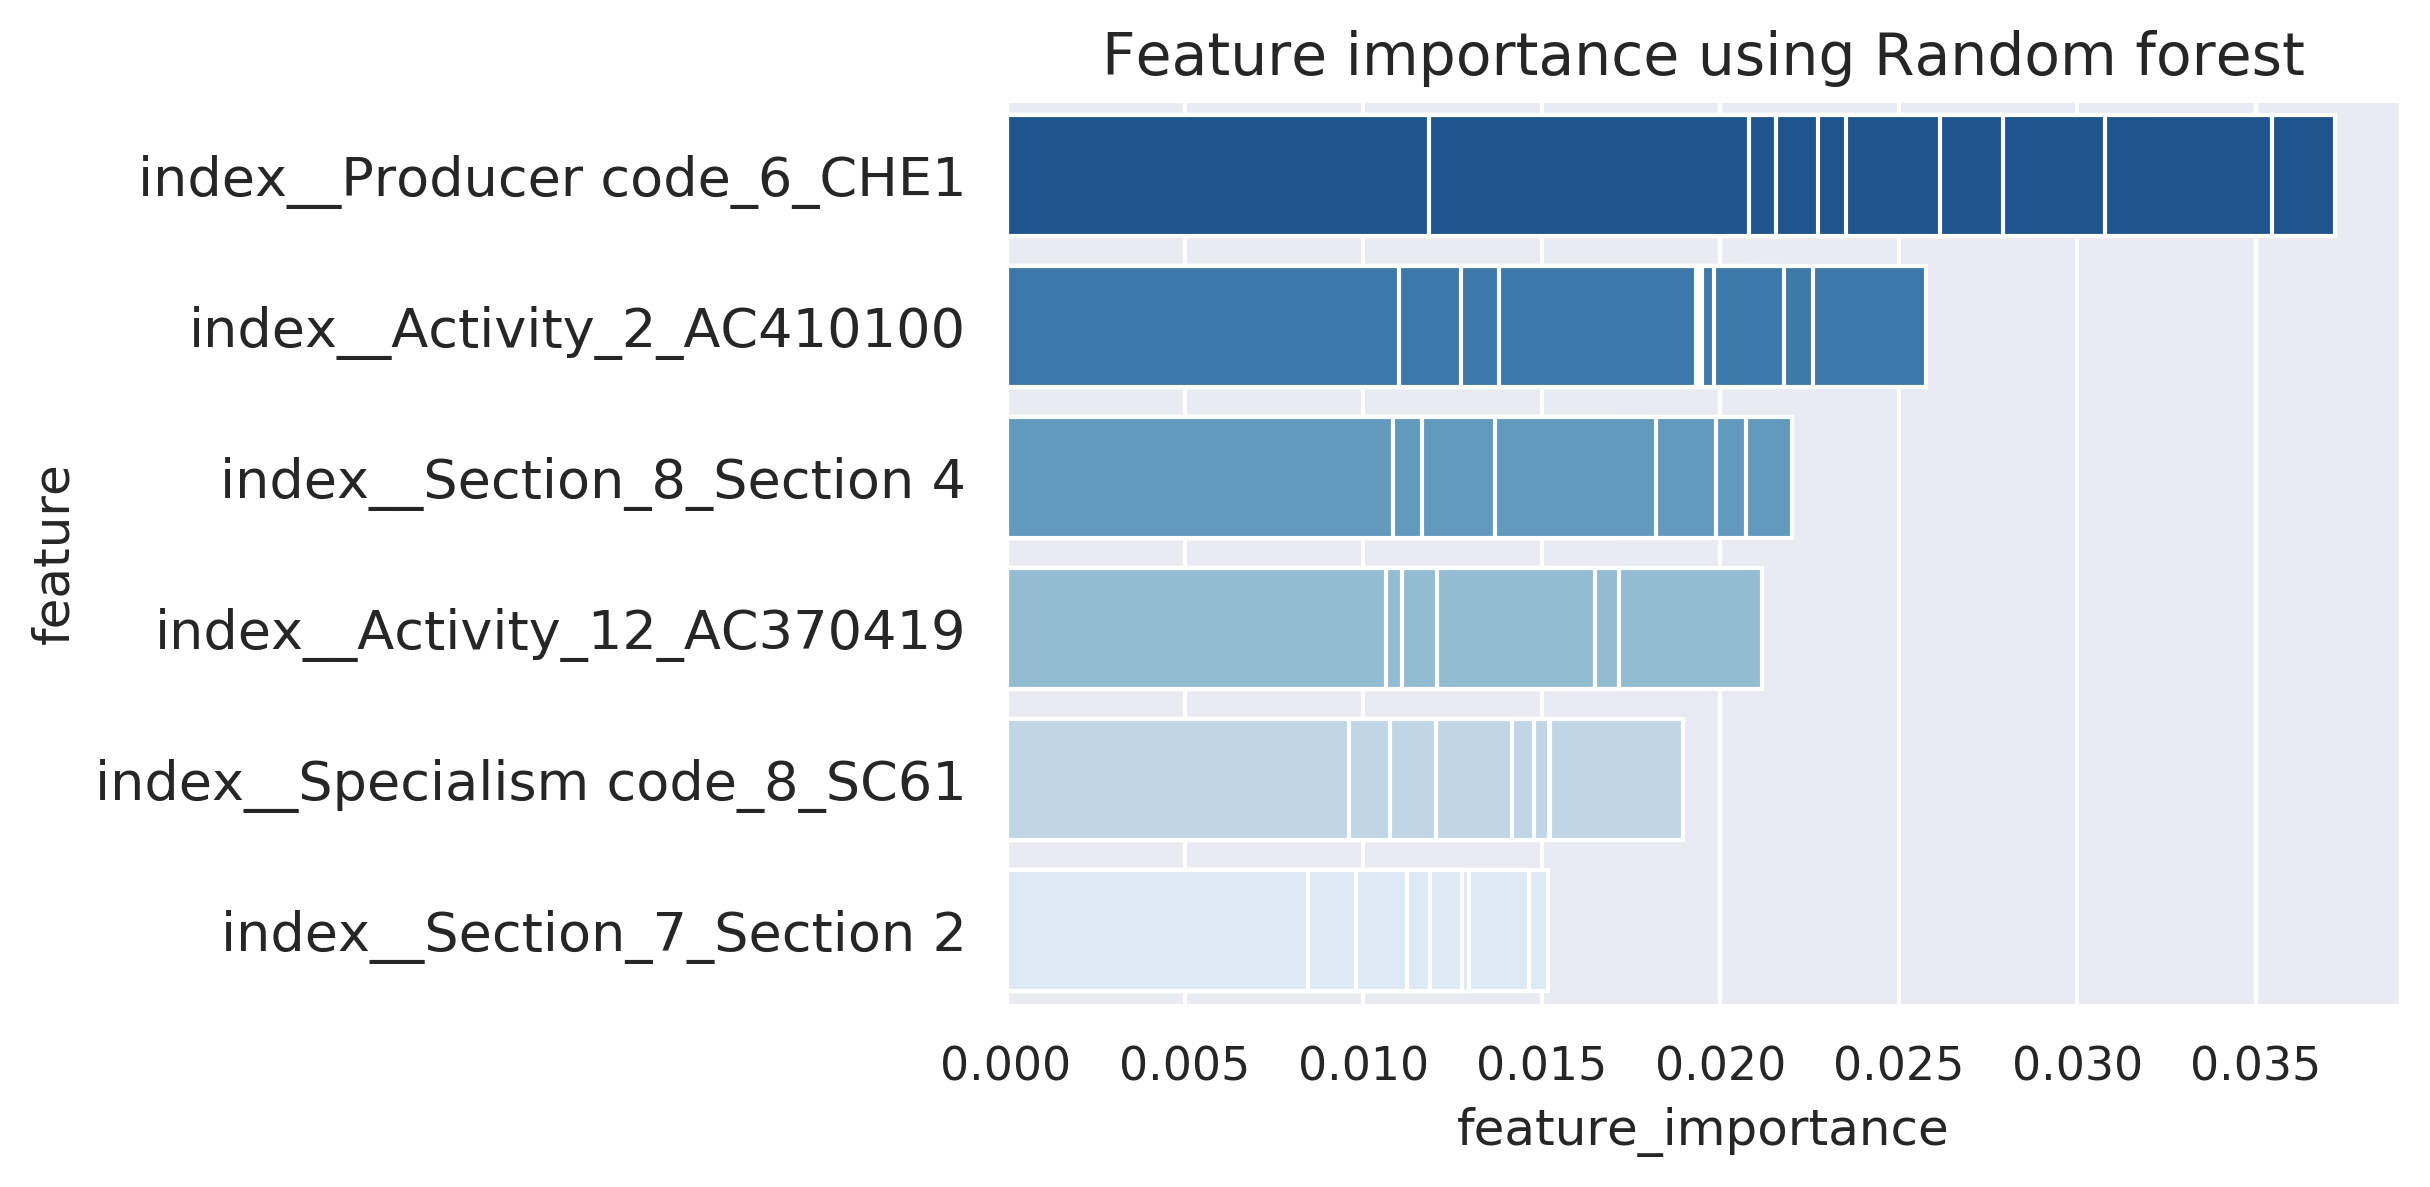 Feature importance using Random forest
index__Producer code_6_CHE1
index__Activity_2_AC410100
index__Section_8_Section 4
index__Activity_12_AC370419
index__Specialism code_8_SC61
index__Section_7_Section 2
feature
0.000 0.005 0.010 0.015 0.020 0.025 0.030 0.035
feature_importance